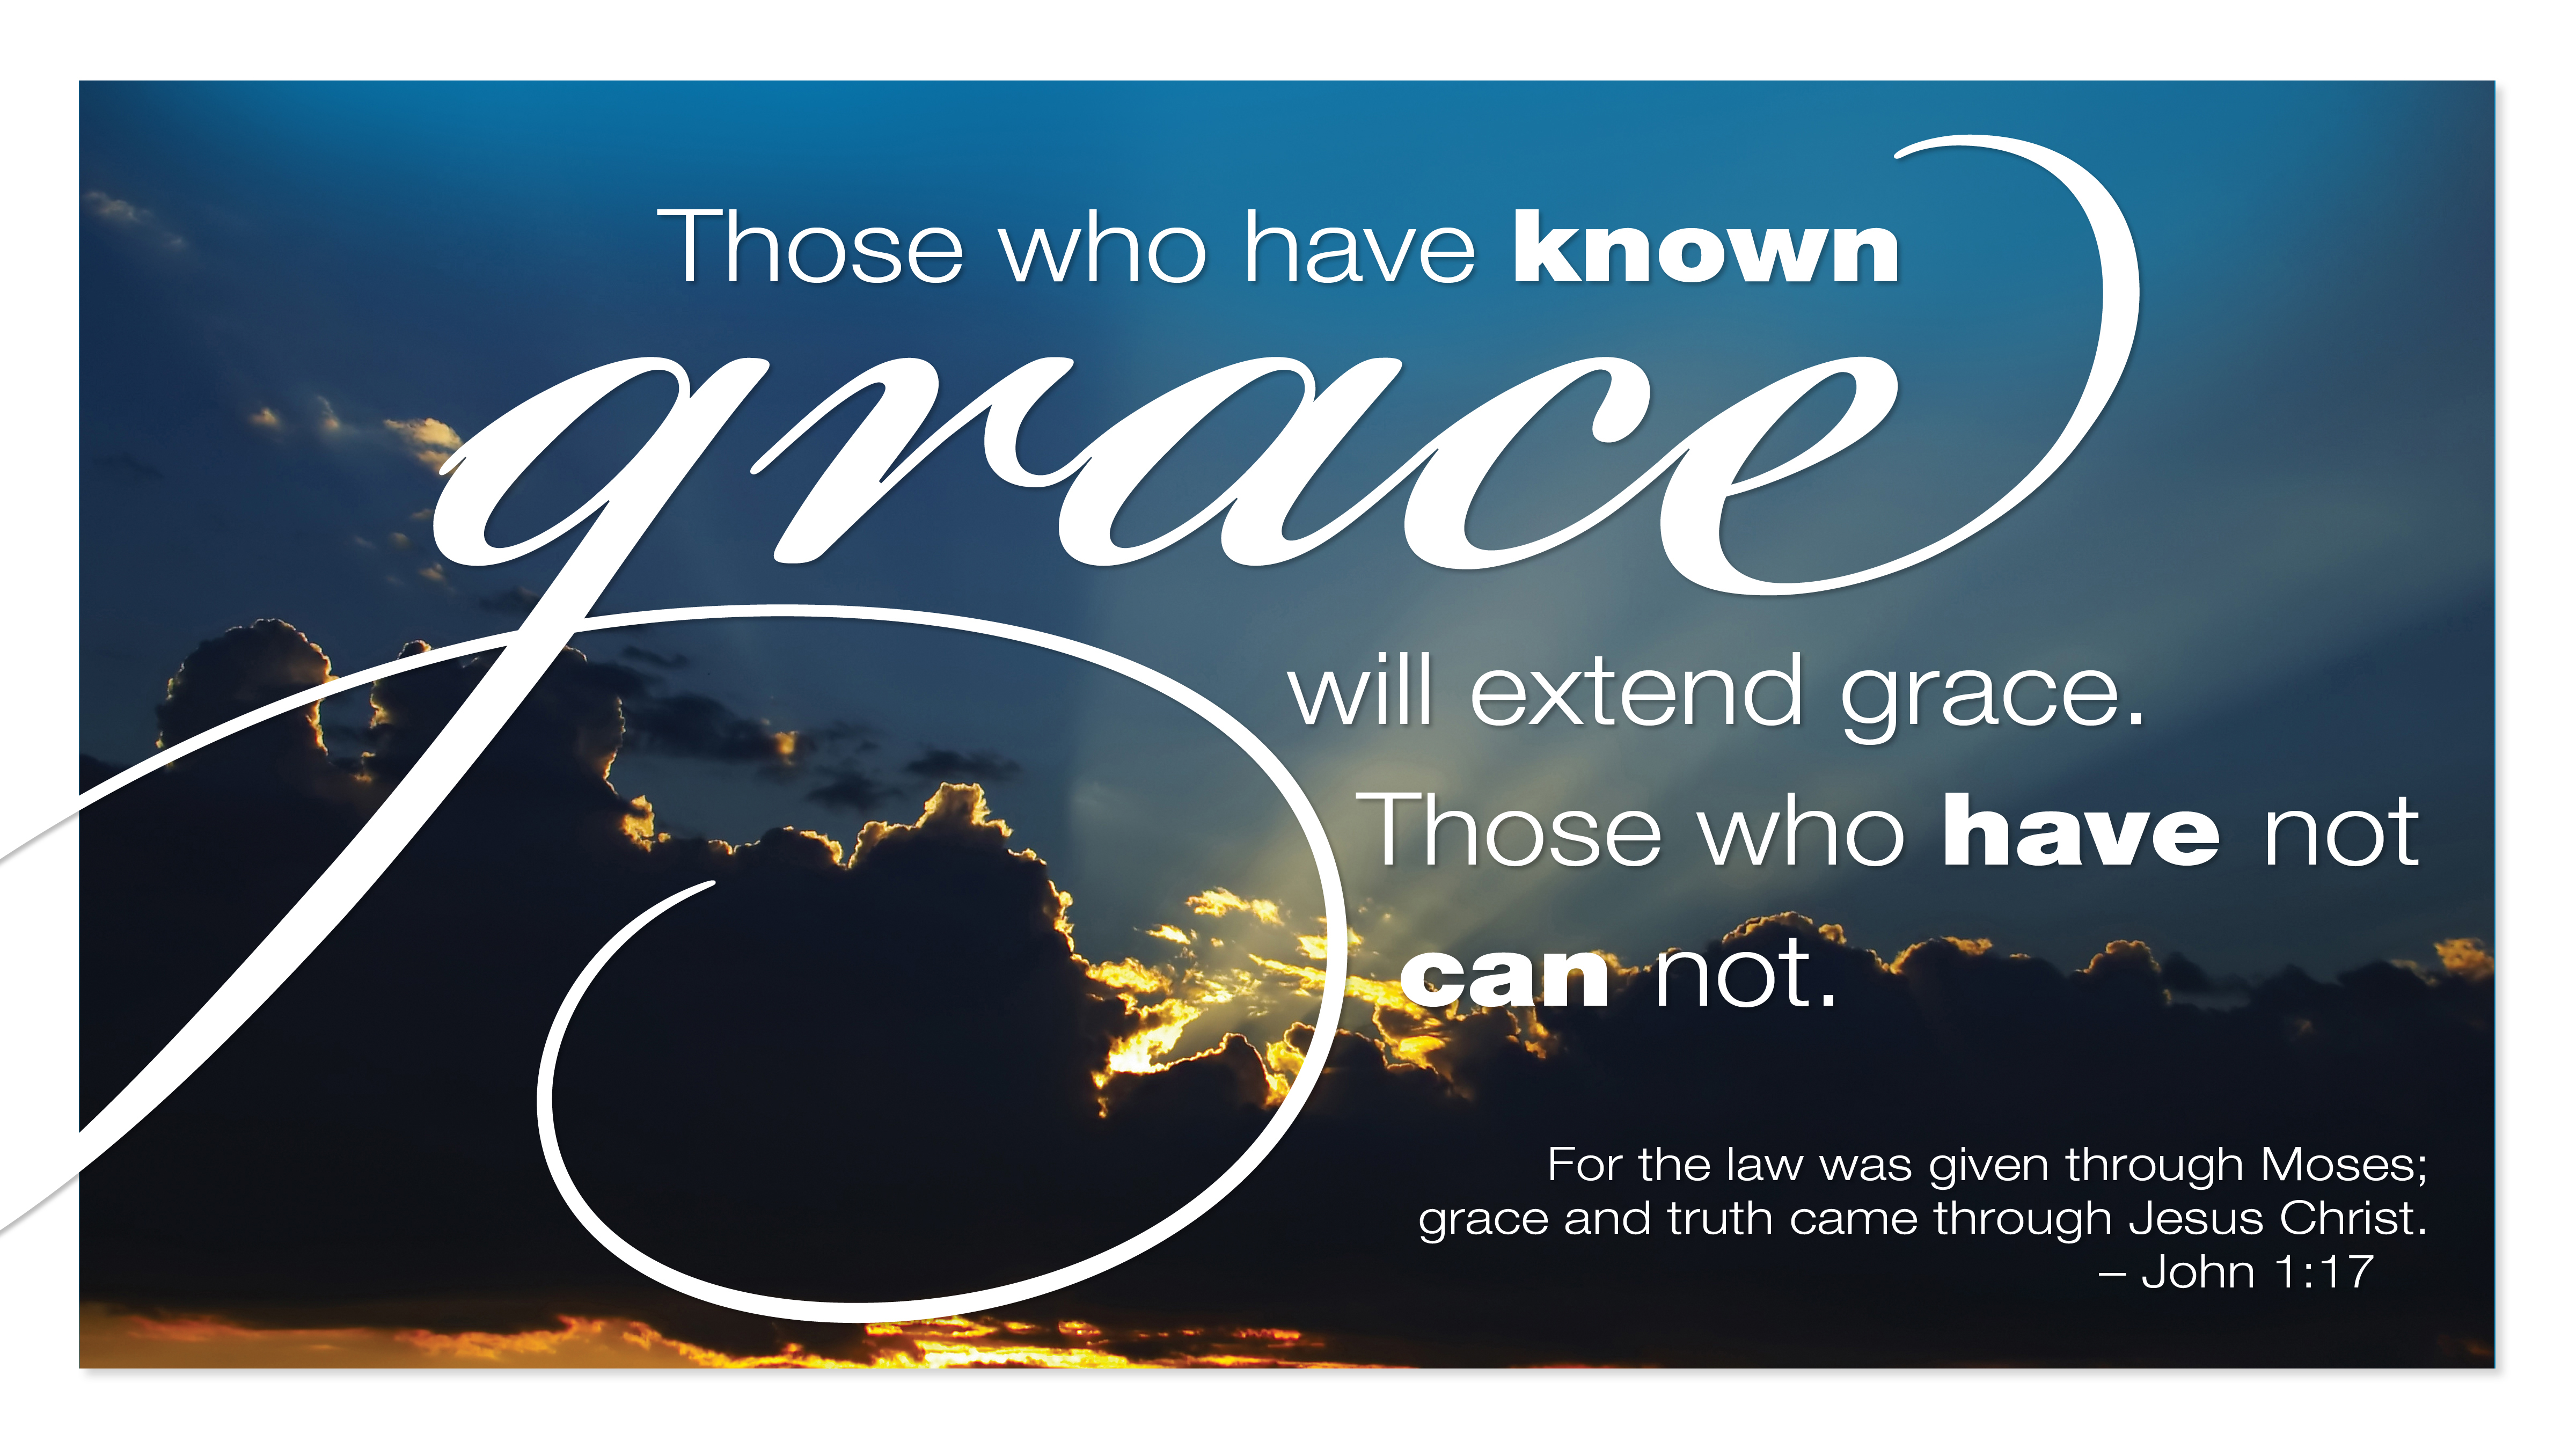 Those who have known
grace
will extend grace.
Those who have not
can not.
For the law was given through Moses;
grace and truth came through Jesus Christ.
– John 1:17